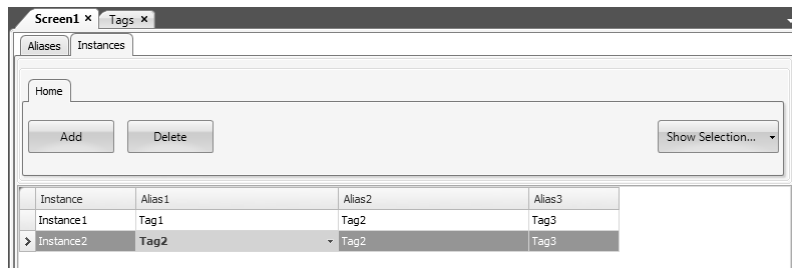 Screen1 × Tags ×
Aliases Instances
Home
Add Delete Show Selection...
Instance Alias1 Alias2 Alias3
Instance1 Tag1 Tag2 Tag3
Instance2 Tag2 Tag2 Tag3